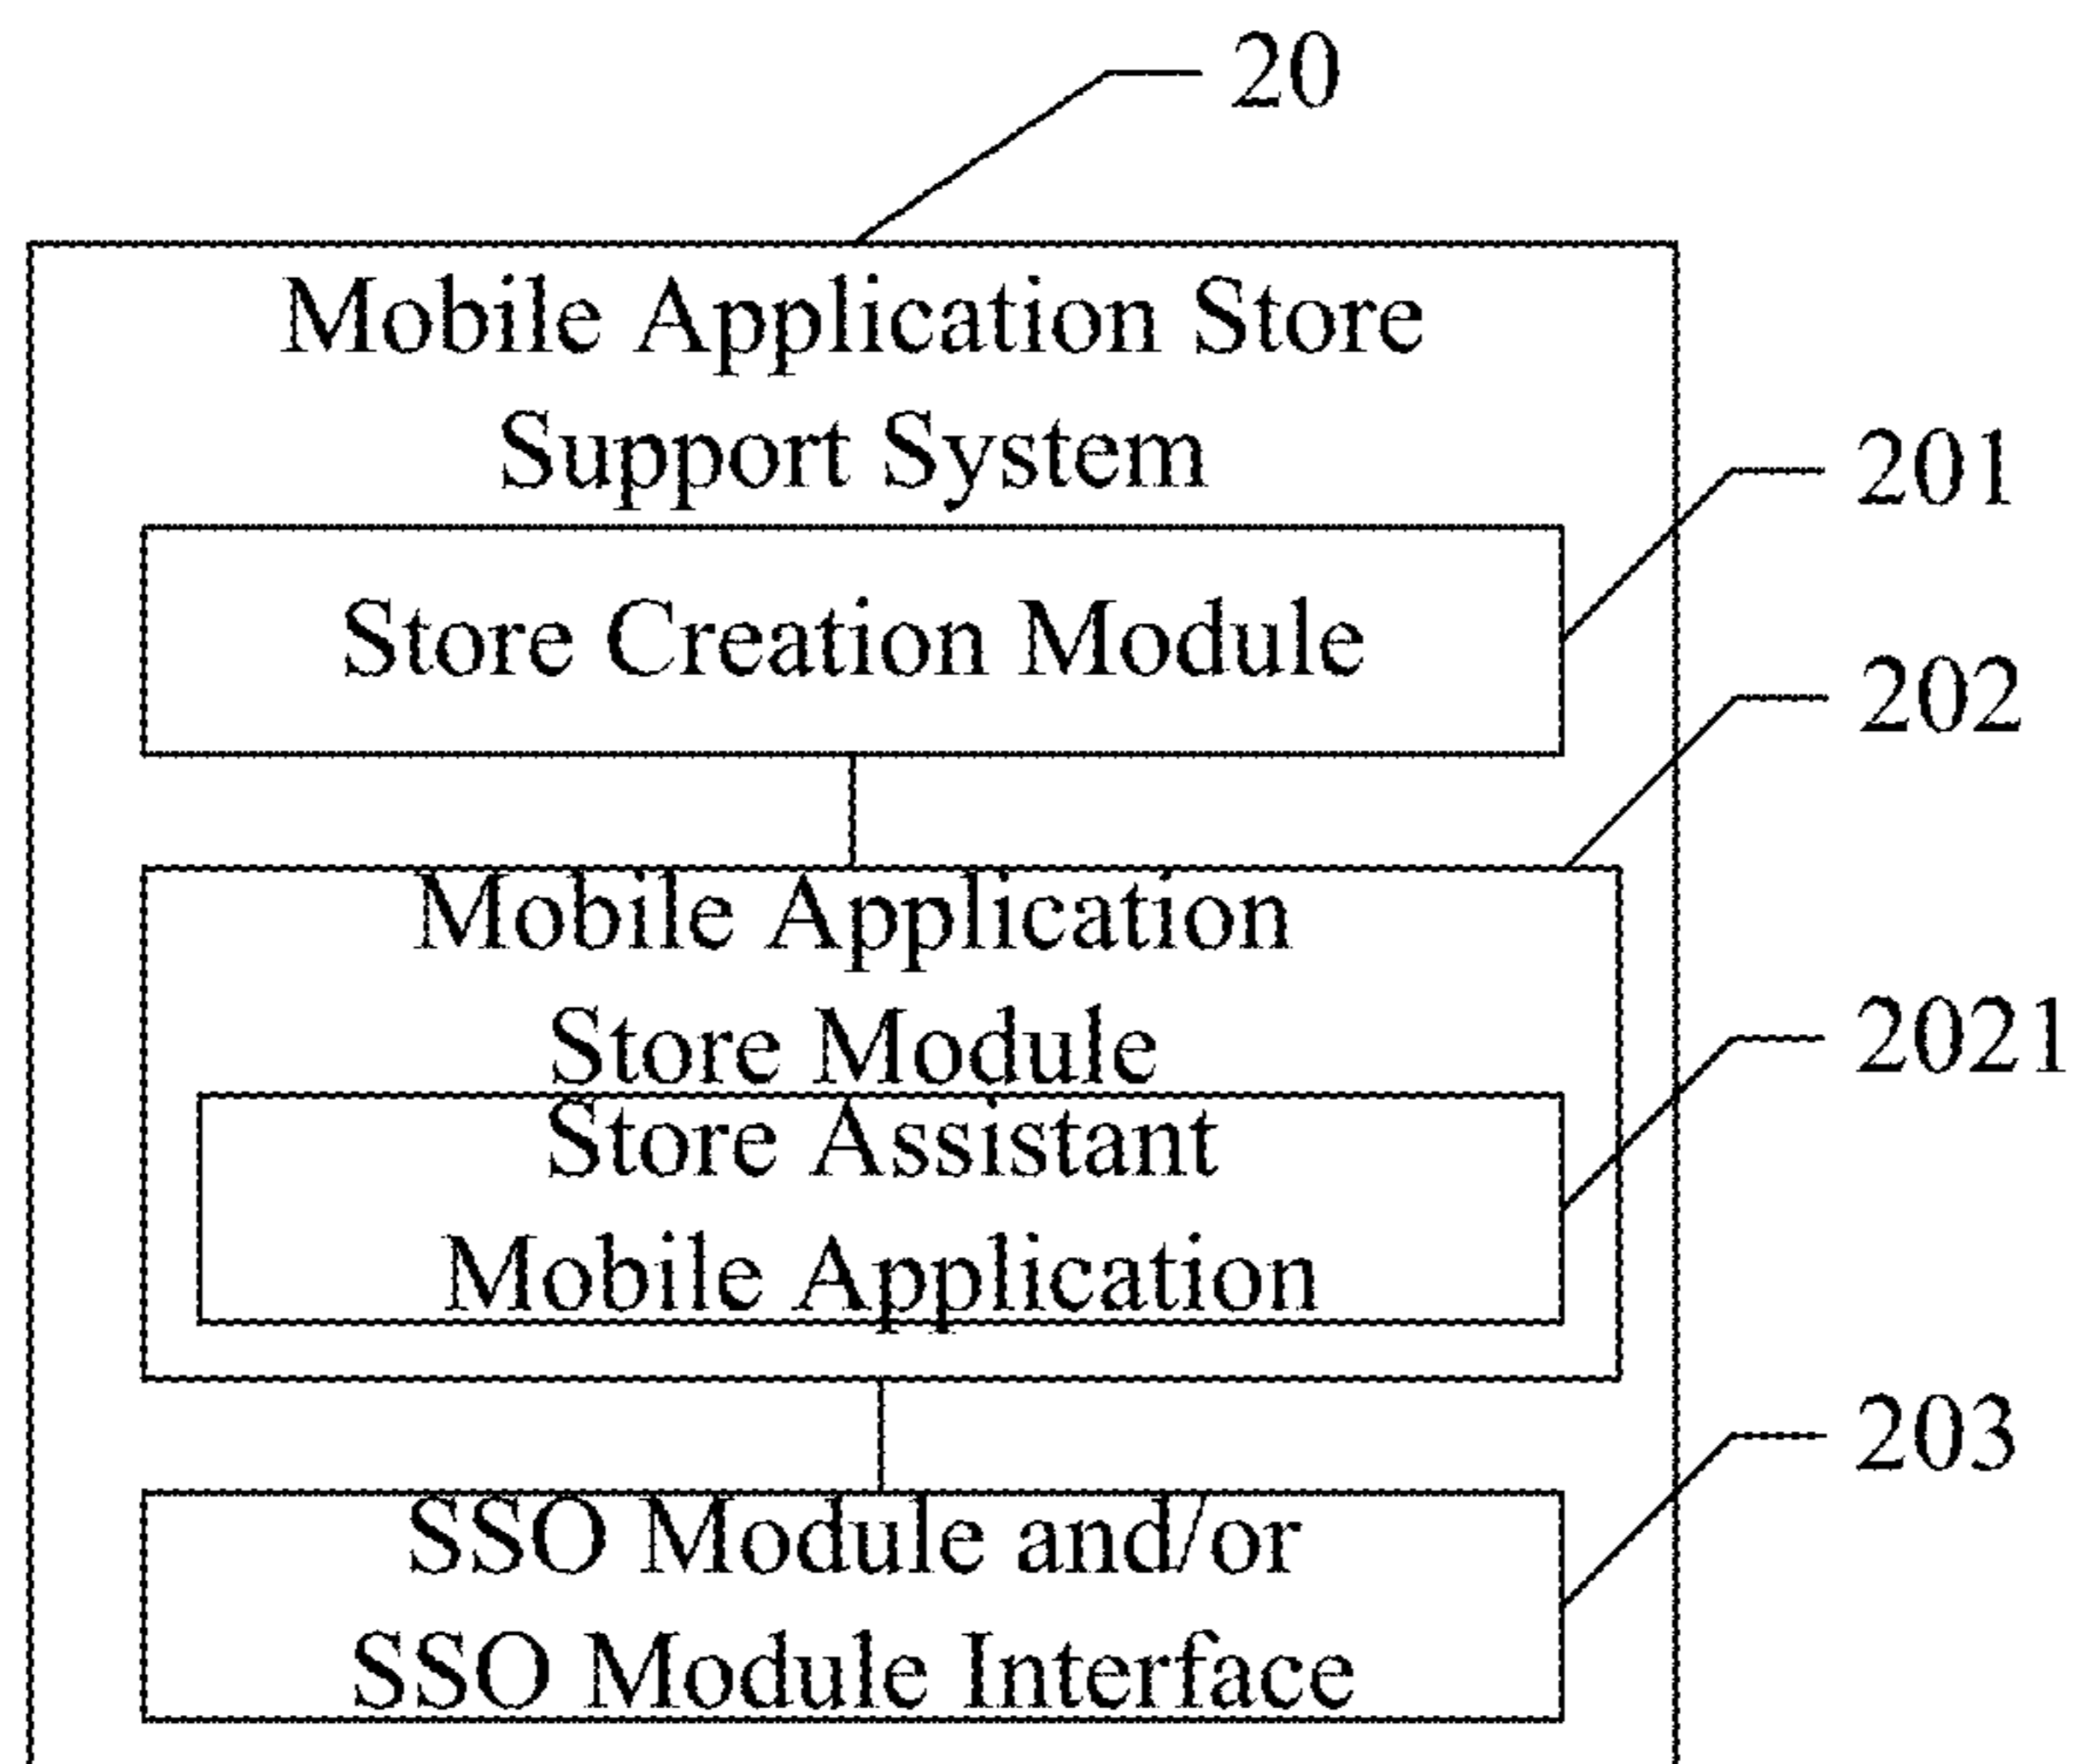 20
Mobile Application Store
Support System
201
Store Creation Module
202
Mobile Application
Store Module
2021
Store Assistant
Mobile Application
203
SSO Module and/or
SSO Module Interface